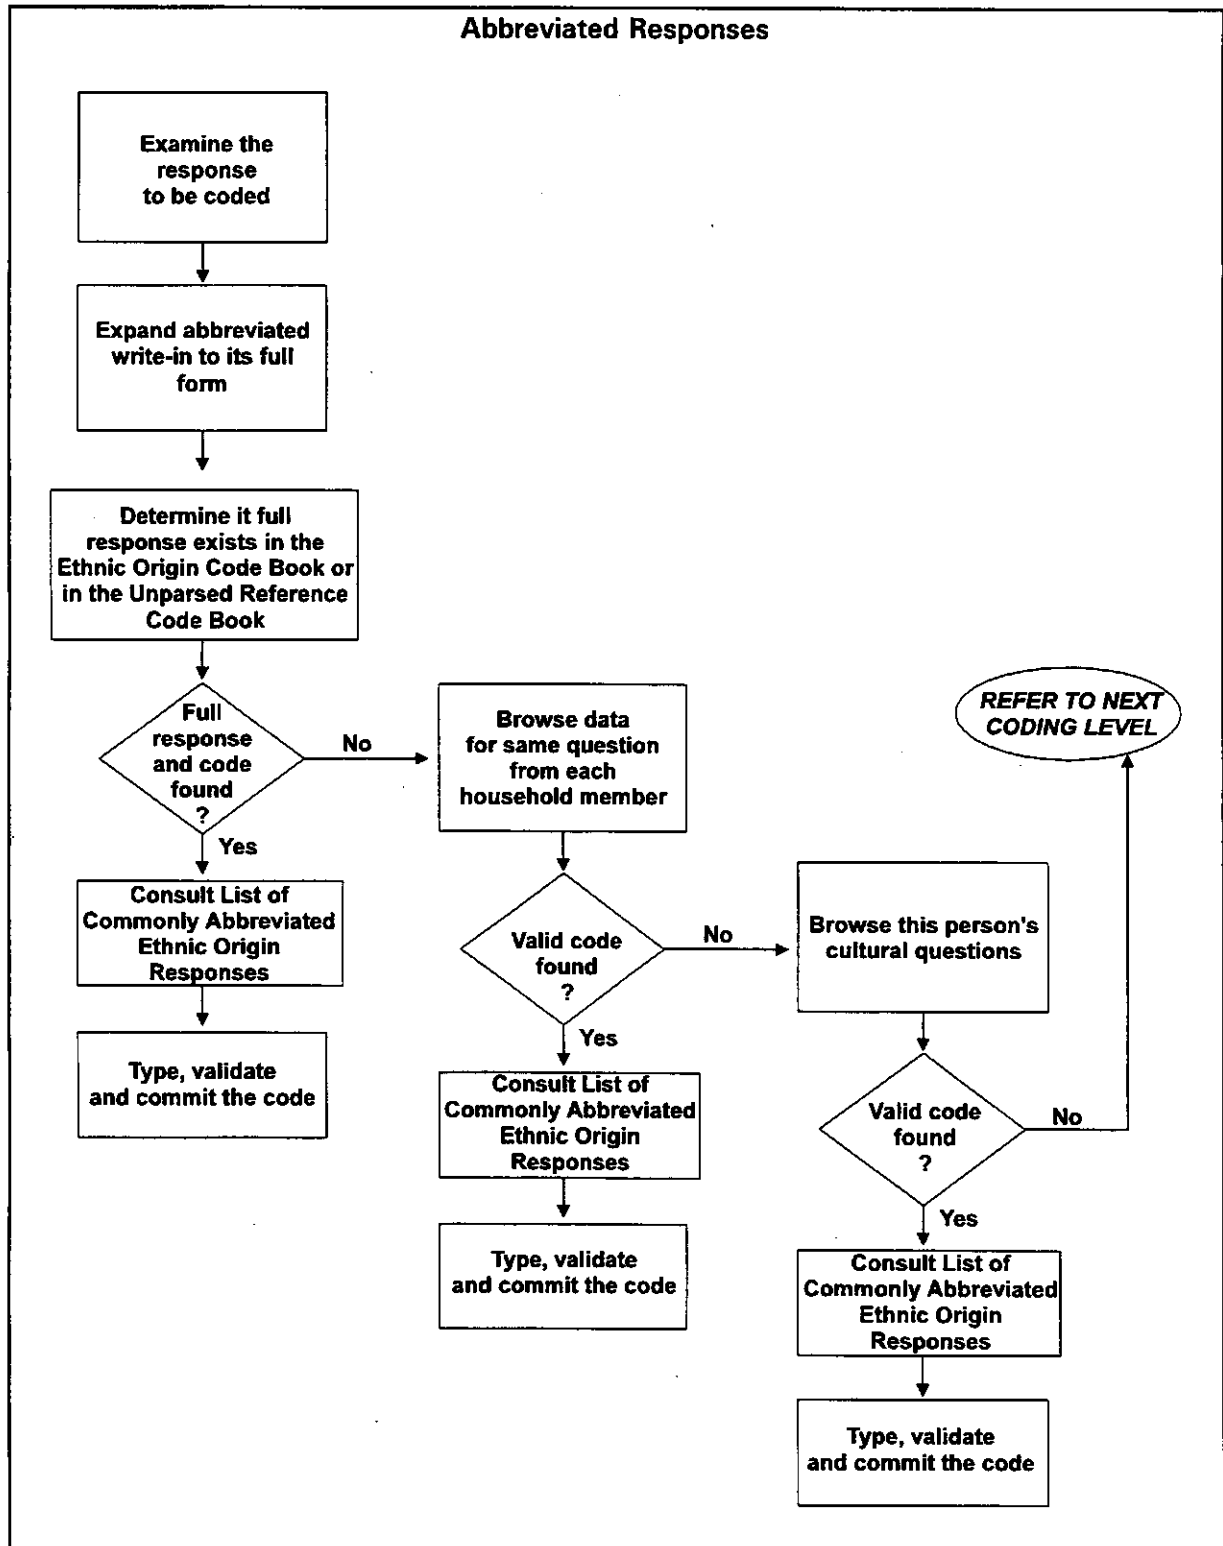 Abbreviated Responses
Examine the
response
to be coded
Expand abbreviated
write-in to its full
form
Determine it full
response exists in the
Ethnic Origin Code Book or
in the Unparsed Reference
Code Book
Full
response
and code
found
?
No
Yes
Consult List of
Commonly Abbreviated
Ethnic Origin
Responses
Type, validate
and commit the code
Browse data
for same question
from each
household member
Valid code
found
?
No
Yes
Consult List of
Commonly Abbreviated
Ethnic Origin
Responses
Type, validate
and commit the code
Browse this person's
cultural questions
Valid code
found
?
No
Yes
Consult List of
Commonly Abbreviated
Ethnic Origin
Responses
Type, validate
and commit the code
REFER TO NEXT
CODING LEVEL